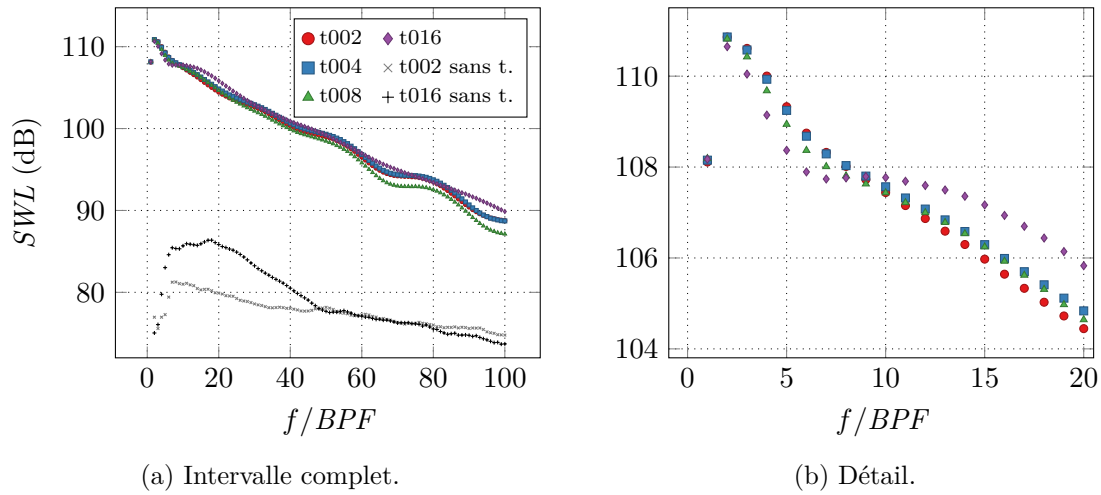 110
100
90
80
SWL (dB)
0 20 40 60 80 100
f/BPF
t002
t004
t008
t016
t002 sans t.
t016 sans t.
(a) Intervalle complet.
110
108
106
104
0 5 10 15 20
f/BPF
(b) Détail.